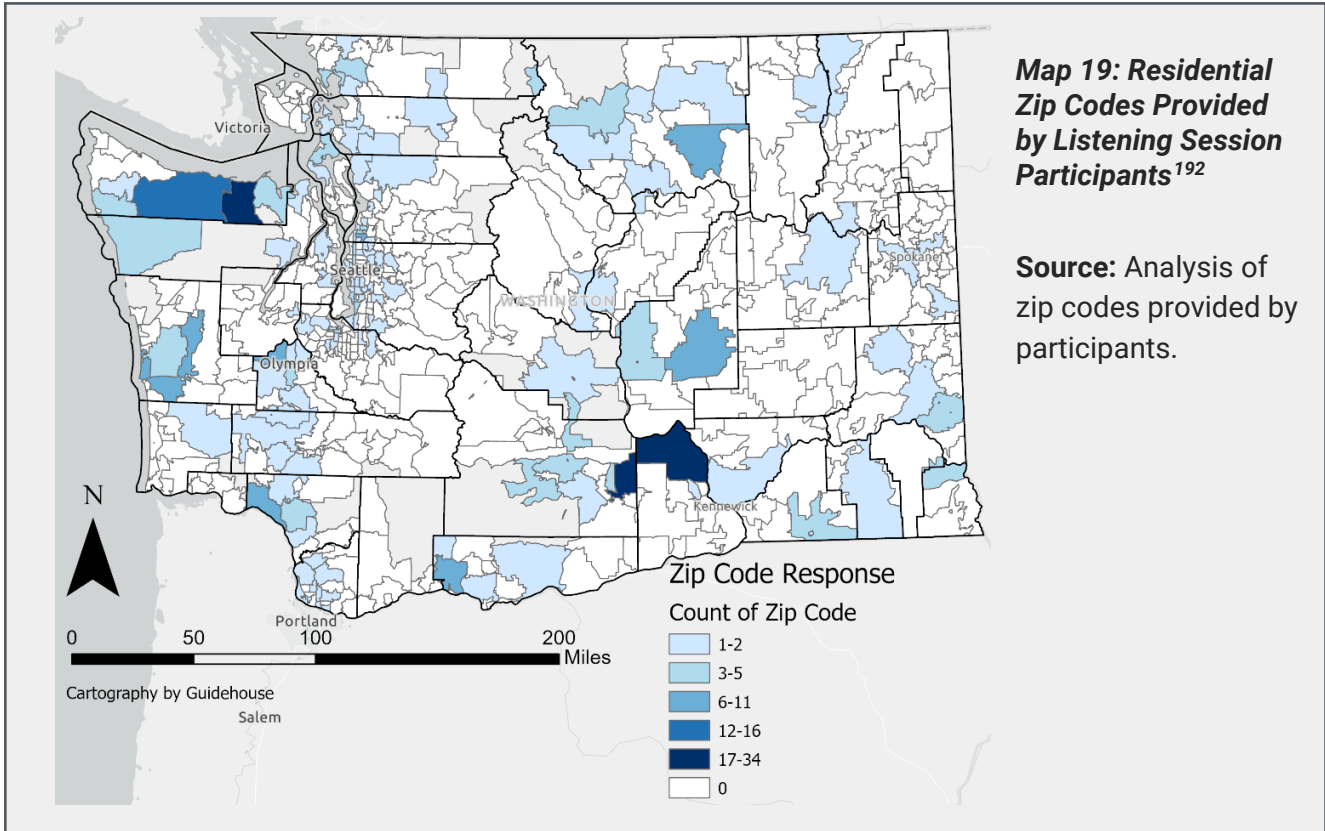 Map 19: Residential
Zip Codes Provided
by Listening Session
Participants192
Source: Analysis of
zip codes provided by
participants.
Victoria
Seattle
WASHINGTON
Spokane
Olympia
Kennewick
N
Portland
0 50 100 200
Miles
Cartography by Guidehouse
Salem
Zip Code Response
Count of Zip Code
1-2
3-5
6-11
12-16
17-34
0